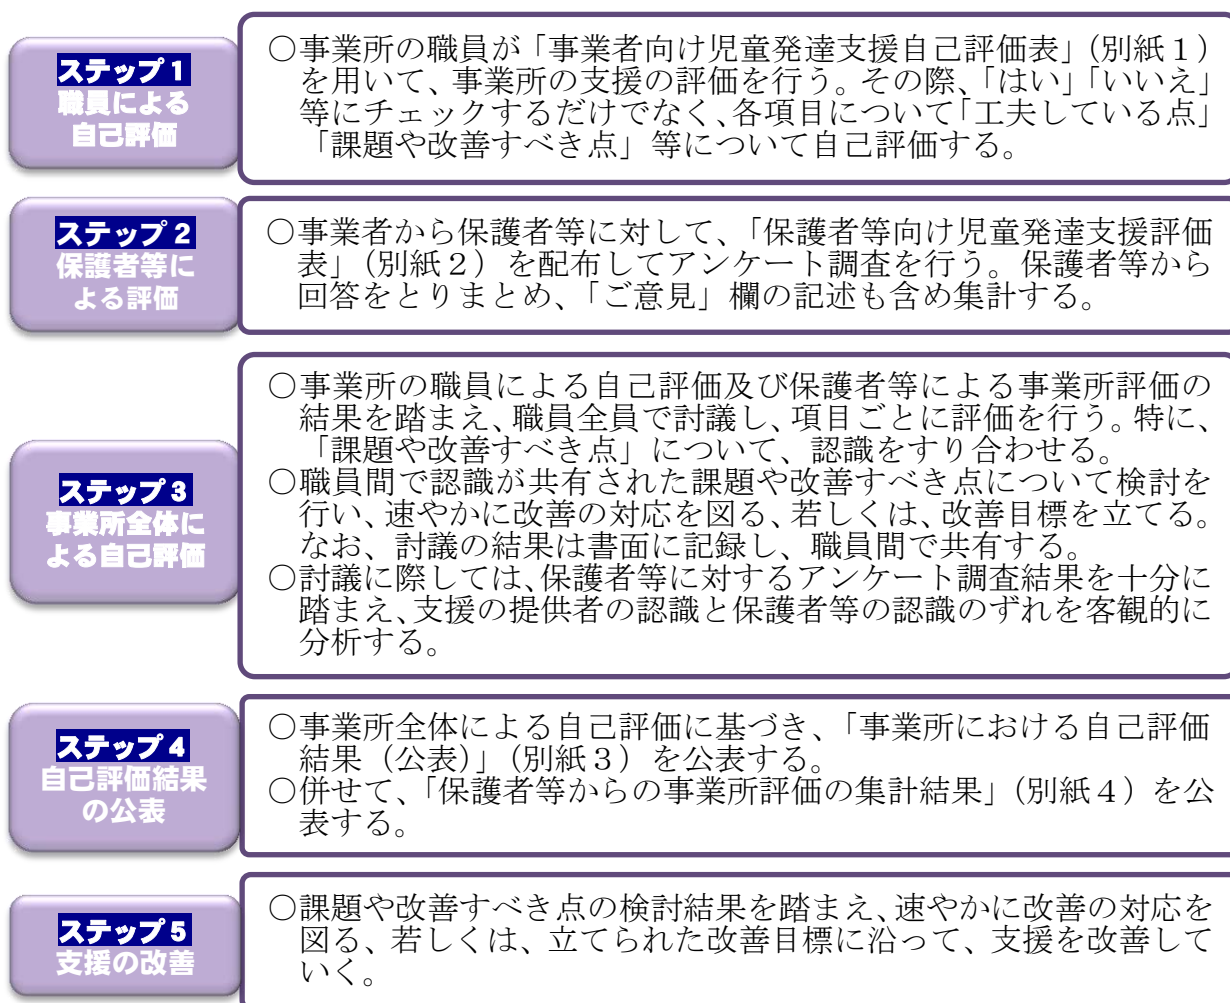 ステップ１
職員による
自己評価
○事業所の職員が「事業者向け児童発達支援自己評価表」（別紙１）
を用いて、事業所の支援の評価を行う。その際、「はい」「いいえ」
等にチェックするだけでなく、各項目について「工夫している点」
「課題や改善すべき点」等について自己評価する。
ステップ２
保護者等に
よる評価
○事業者から保護者等に対して、「保護者等向け児童発達支援評価
表」（別紙２）を配布してアンケート調査を行う。保護者等から
回答をとりまとめ、「ご意見」欄の記述も含め集計する。
ステップ３
事業所全体に
よる自己評価
○事業所の職員による自己評価及び保護者等による事業所評価の
結果を踏まえ、職員全員で討議し、項目ごとに評価を行う。特に、
「課題や改善すべき点」について、認識をすり合わせる。
○職員間で認識が共有された課題や改善すべき点について検討を
行い、速やかに改善の対応を図る、若しくは、改善目標を立てる。
なお、討議の結果は書面に記録し、職員間で共有する。
○討議に際しては、保護者等に対するアンケート調査結果を十分に
踏まえ、支援の提供者の認識と保護者等の認識のずれを客観的に
分析する。
ステップ４
自己評価結果
の公表
○事業所全体による自己評価に基づき、「事業所における自己評価
結果（公表）」（別紙３）を公表する。
○併せて、「保護者等からの事業所評価の集計結果」（別紙４）を公
表する。
ステップ５
支援の改善
○課題や改善すべき点の検討結果を踏まえ、速やかに改善の対応を
図る、若しくは、立てられた改善目標に沿って、支援を改善して
いく。